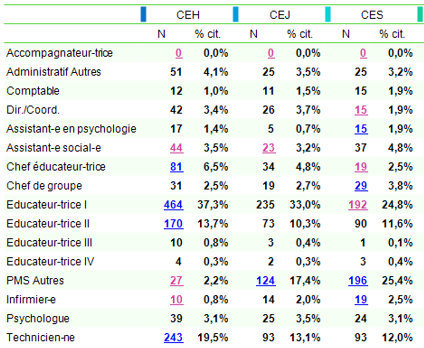 CEH CEJ CES
N % cit. N % cit. N % cit.
Accompagnateur-trice 0 0,0% 0 0,0% 0 0,0%
Administratif Autres 51 4,1% 25 3,5% 25 3,2%
Comptable 12 1,0% 11 1,5% 15 1,9%
Dir./Coord. 42 3,4% 26 3,7% 15 1,9%
Assistant-e en psychologie 17 1,4% 5 0,7% 15 1,9%
Assistant-e social-e 44 3,5% 23 3,2% 37 4,8%
Chef éducateur-trice 81 6,5% 34 4,8% 19 2,5%
Chef de groupe 31 2,5% 19 2,7% 29 3,8%
Educateur-trice I 464 37,3% 235 33,0% 192 24,8%
Educateur-trice II 170 13,7% 73 10,3% 90 11,6%
Educateur-trice III 10 0,8% 3 0,4% 1 0,1%
Educateur-trice IV 4 0,3% 2 0,3% 3 0,4%
PMS Autres 27 2,2% 124 17,4% 196 25,4%
Infirmier-e 10 0,8% 14 2,0% 19 2,5%
Psychologue 39 3,1% 25 3,5% 24 3,1%
Technicien-ne 243 19,5% 93 13,1% 93 12,0%